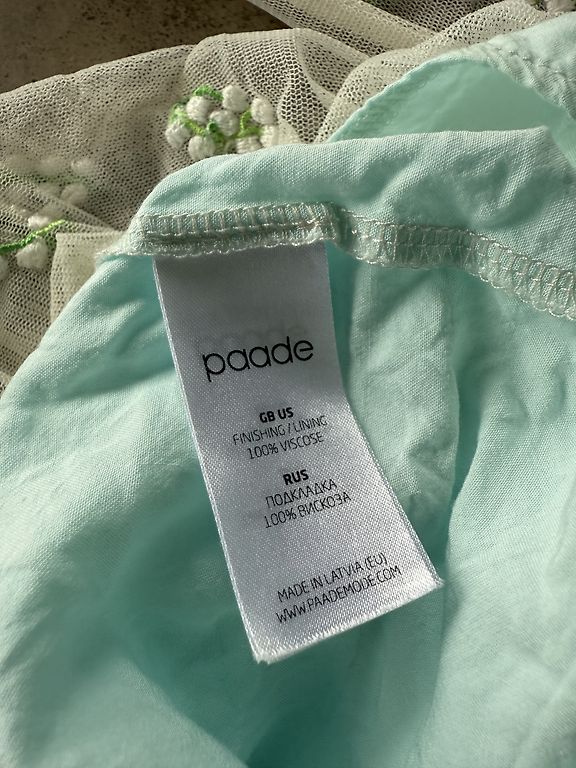 paade
GB US
FINISHING / LINING
100% VISCOSE
RUS
ПОДКЛАДКА
100% ВИСКОЗА
MADE IN LATVIA (EU)
WWW.PAADEMODE.COM